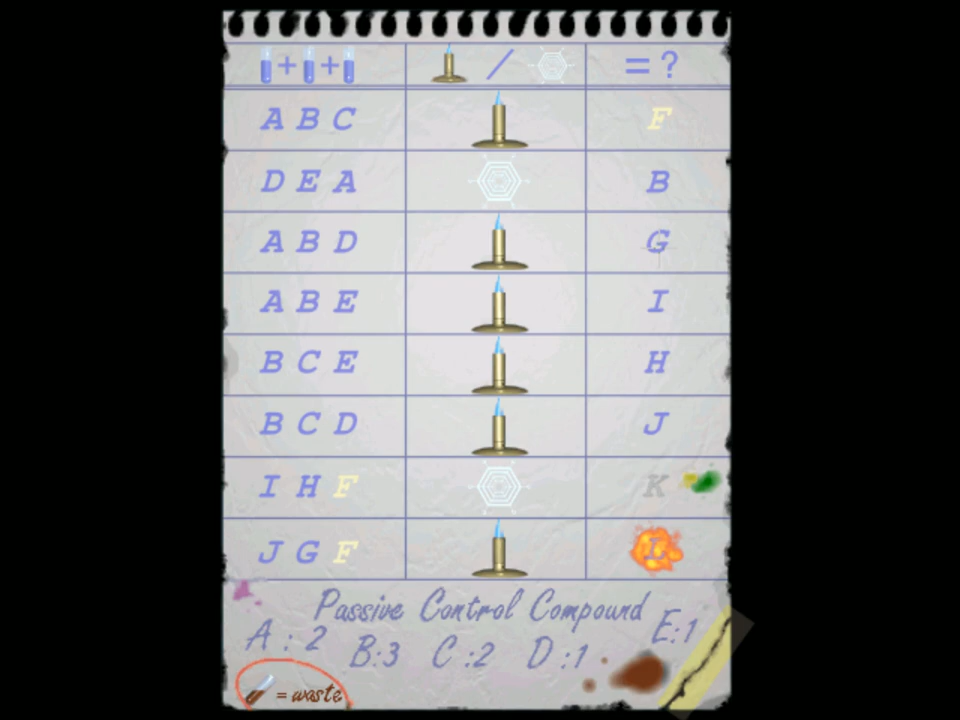 + + / = ?
A B C F
D E A B
A B D G
A B E I
B C E H
B C D J
I H F K
J G F L
Passive Control Compound
A : 2 B:3 C :2 D :1 E:1
= waste